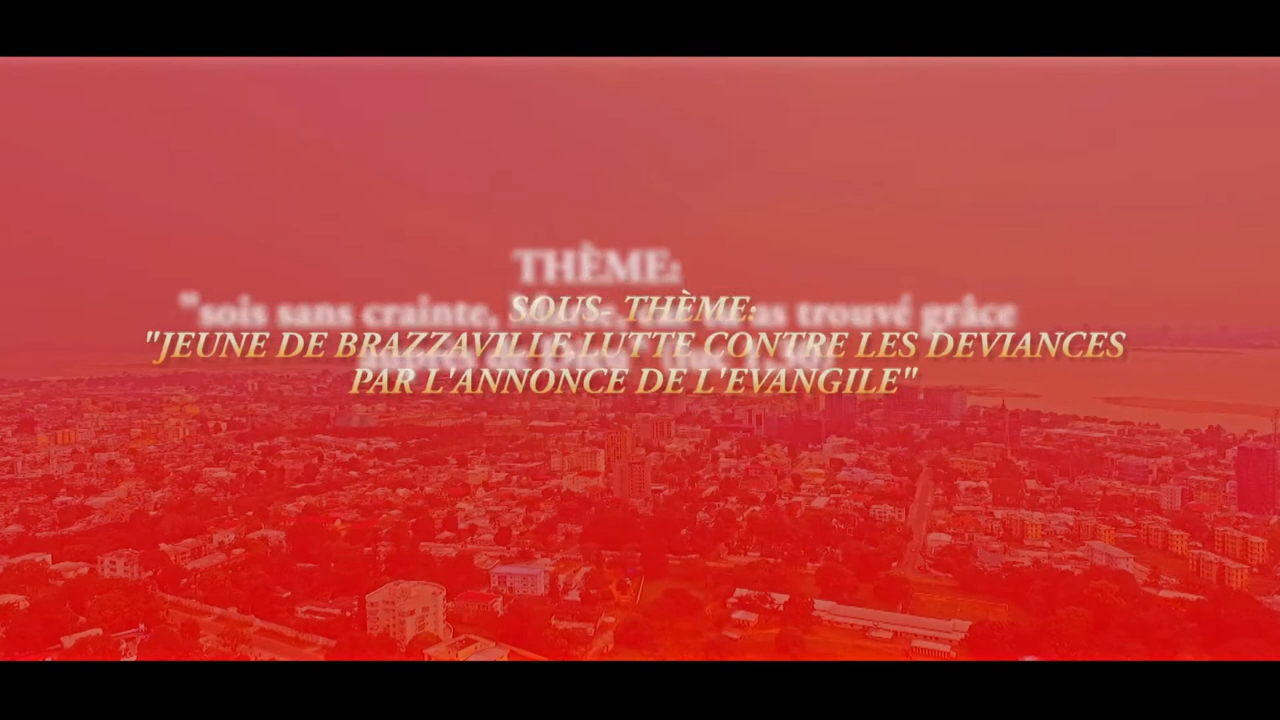 THÈME:
"sois sans crainte, trouvé grâce
SOUS- THÈME:
"JEUNE DE BRAZZAVILLE LUTTE CONTRE LES DEVIANCES
PAR L'ANNONCE DE L'EVANGILE"